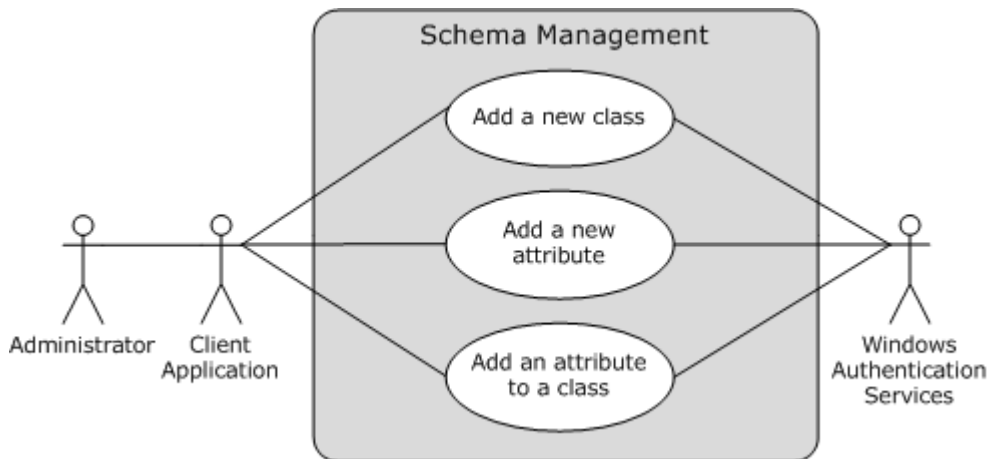 Schema Management
Add a new class
Add a new
attribute
Add an attribute
to a class
Administrator
Client
Application
Windows
Authentication
Services